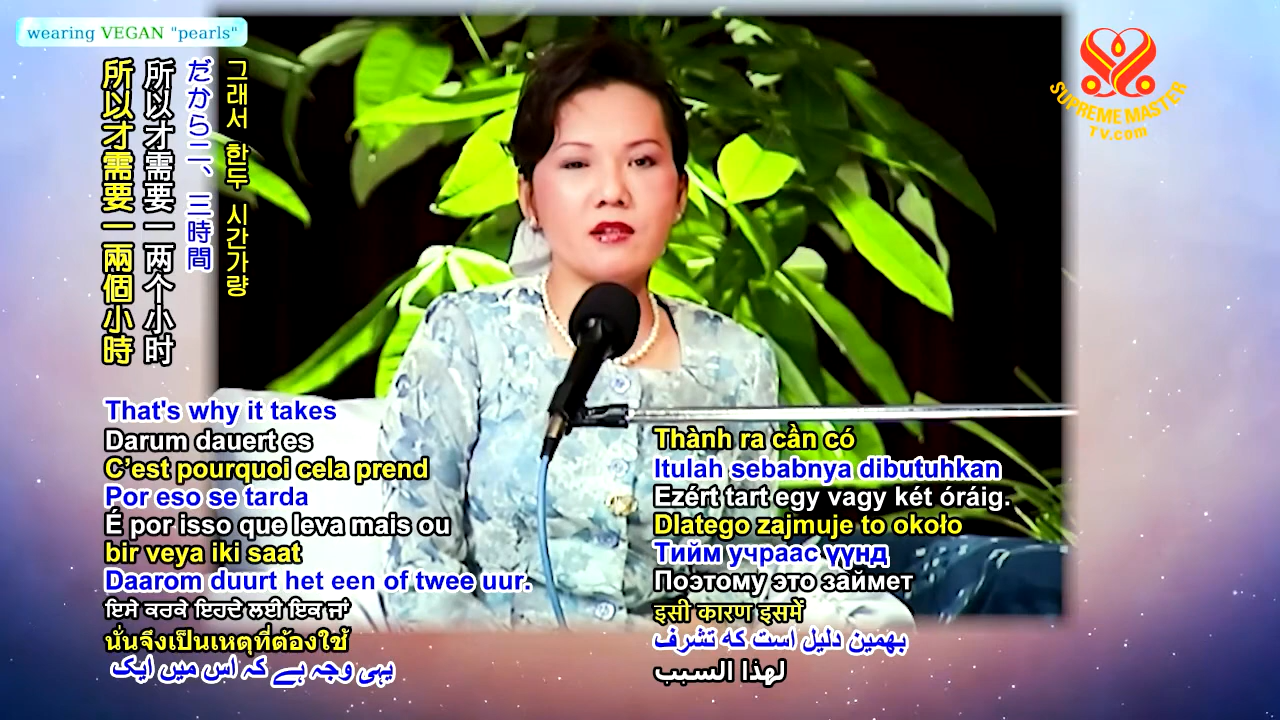 wearing VEGAN "pearls"
SUPREME MASTER
TV.com
所以才需要一兩個小時
所以才需要一两个小时
だから二、三時間
그래서 한두 시간가량
That's why it takes
Darum dauert es
C'est pourquoi cela prend
Por eso se tarda
É por isso que leva mais ou
bir veya iki saat
Daarom duurt het een of twee uur.
ਇਸੇ ਕਰਕੇ ਇਹਦੇ ਲਈ ਇਕ ਜਾਂ
นั่นจึงเป็นเหตุที่ต้องใช้
یہی وجہ ہے کہ اس میں ایک
Thành ra cần có
Itulah sebabnya dibutuhkan
Ezért tart egy vagy két óráig.
Dlatego zajmuje to około
Тийм учраас үүнд
Поэтому это займет
इसी कारण इसमें
بهمین دلیل است که تشرف
لهذا السبب